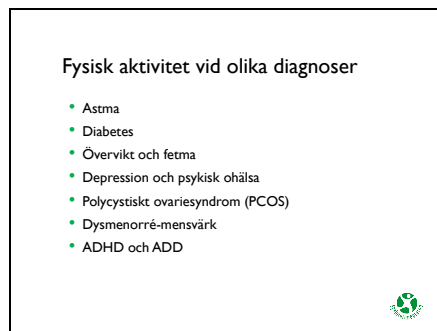 Fysisk aktivitet vid olika diagnoser
• Astma
• Diabetes
• Övervikt och fetma
• Depression och psykisk ohälsa
• Polycystiskt ovariesyndrom (PCOS)
• Dysmenorré-mensvärk
• ADHD och ADD